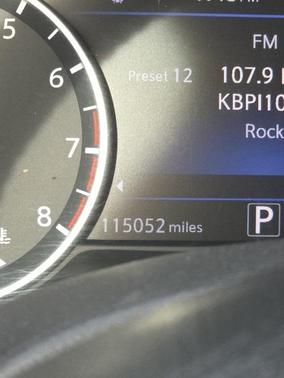 5
FM
6
Preset 12
107.9
KBPI10
Rock
7
8
115052 miles
P